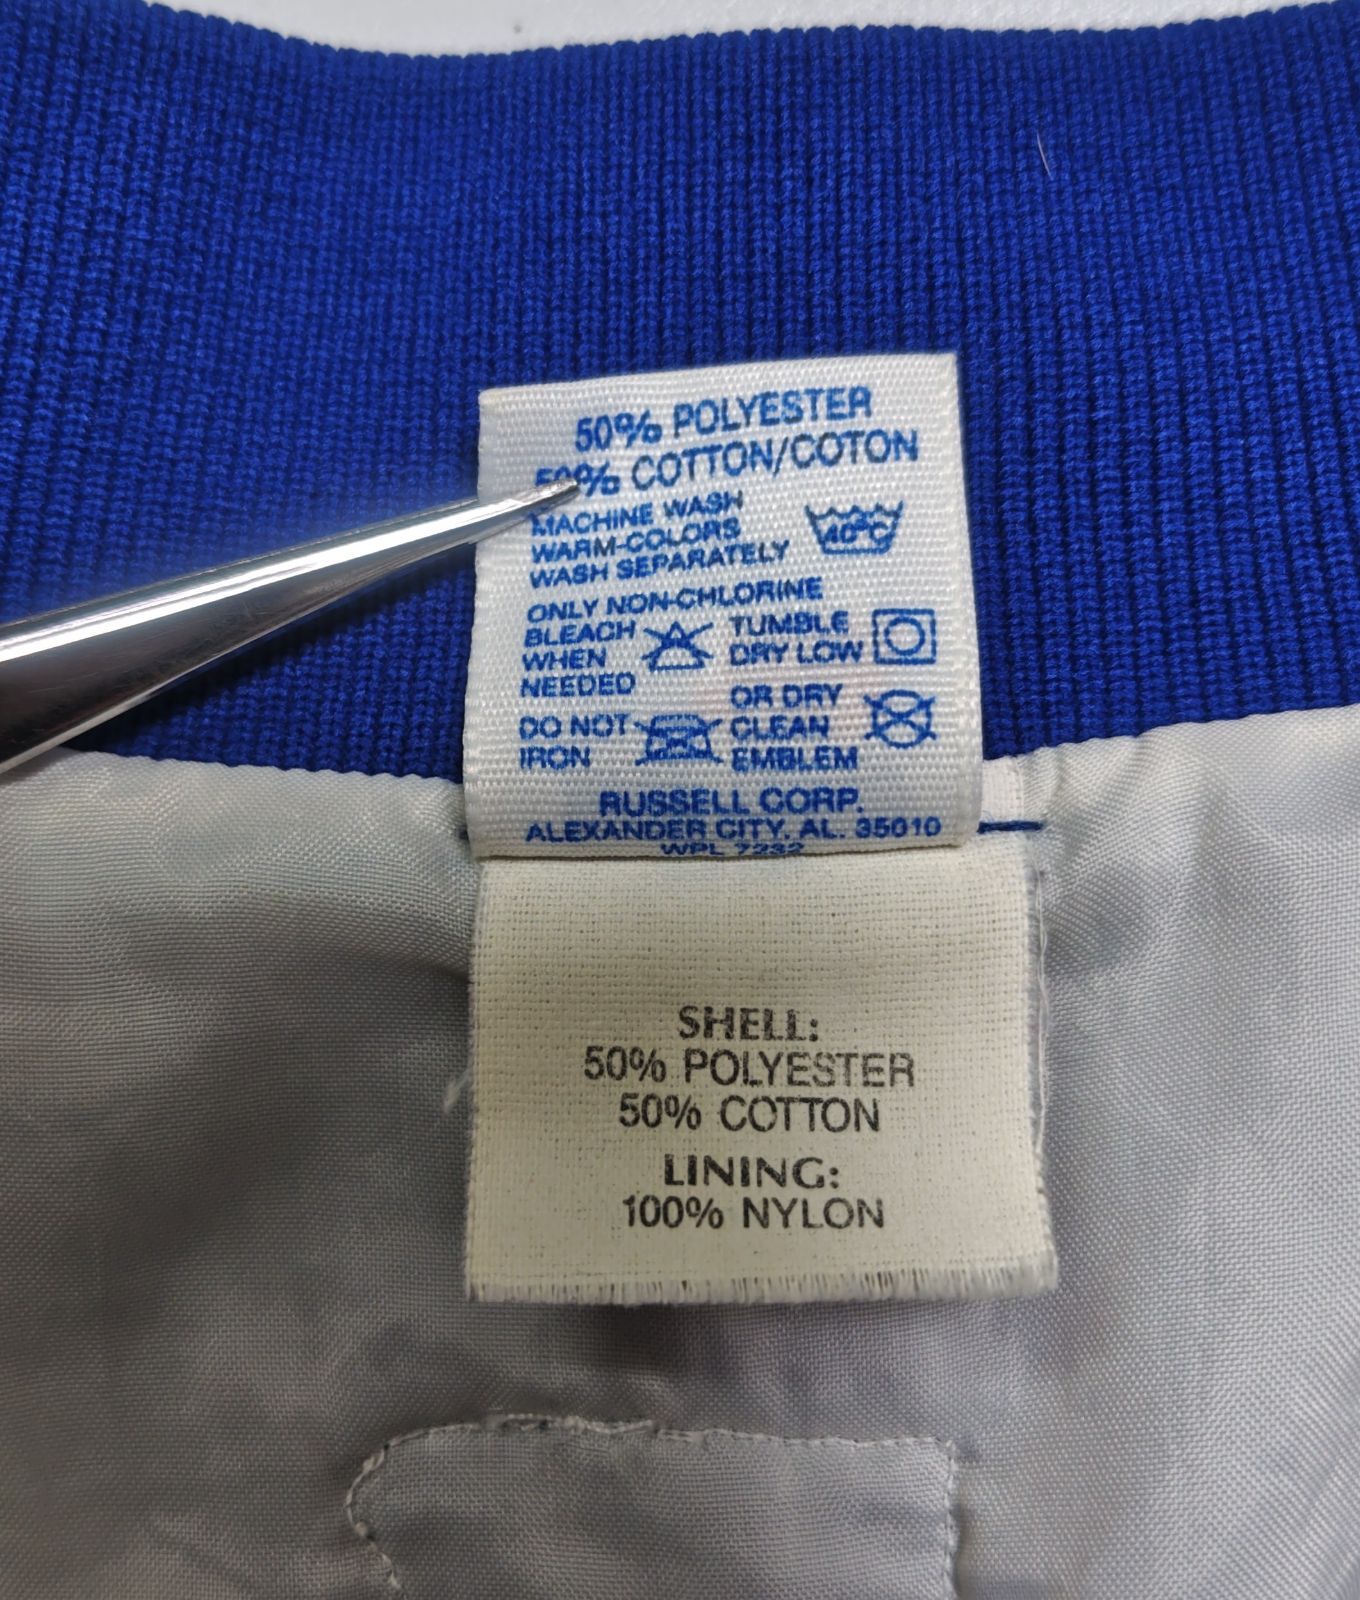 50% POLYESTER
50% COTTON/COTON
MACHINE WASH
WARM-COLORS
WASH SEPARATELY
40°C
ONLY NON-CHLORINE
BLEACH
WHEN
NEEDED
TUMBLE
DRY LOW
DO NOT
IRON
OR DRY
CLEAN
EMBLEM
RUSSELL CORP.
ALEXANDER CITY, AL. 35010
WPL 7232
SHELL:
50% POLYESTER
50% COTTON
LINING:
100% NYLON